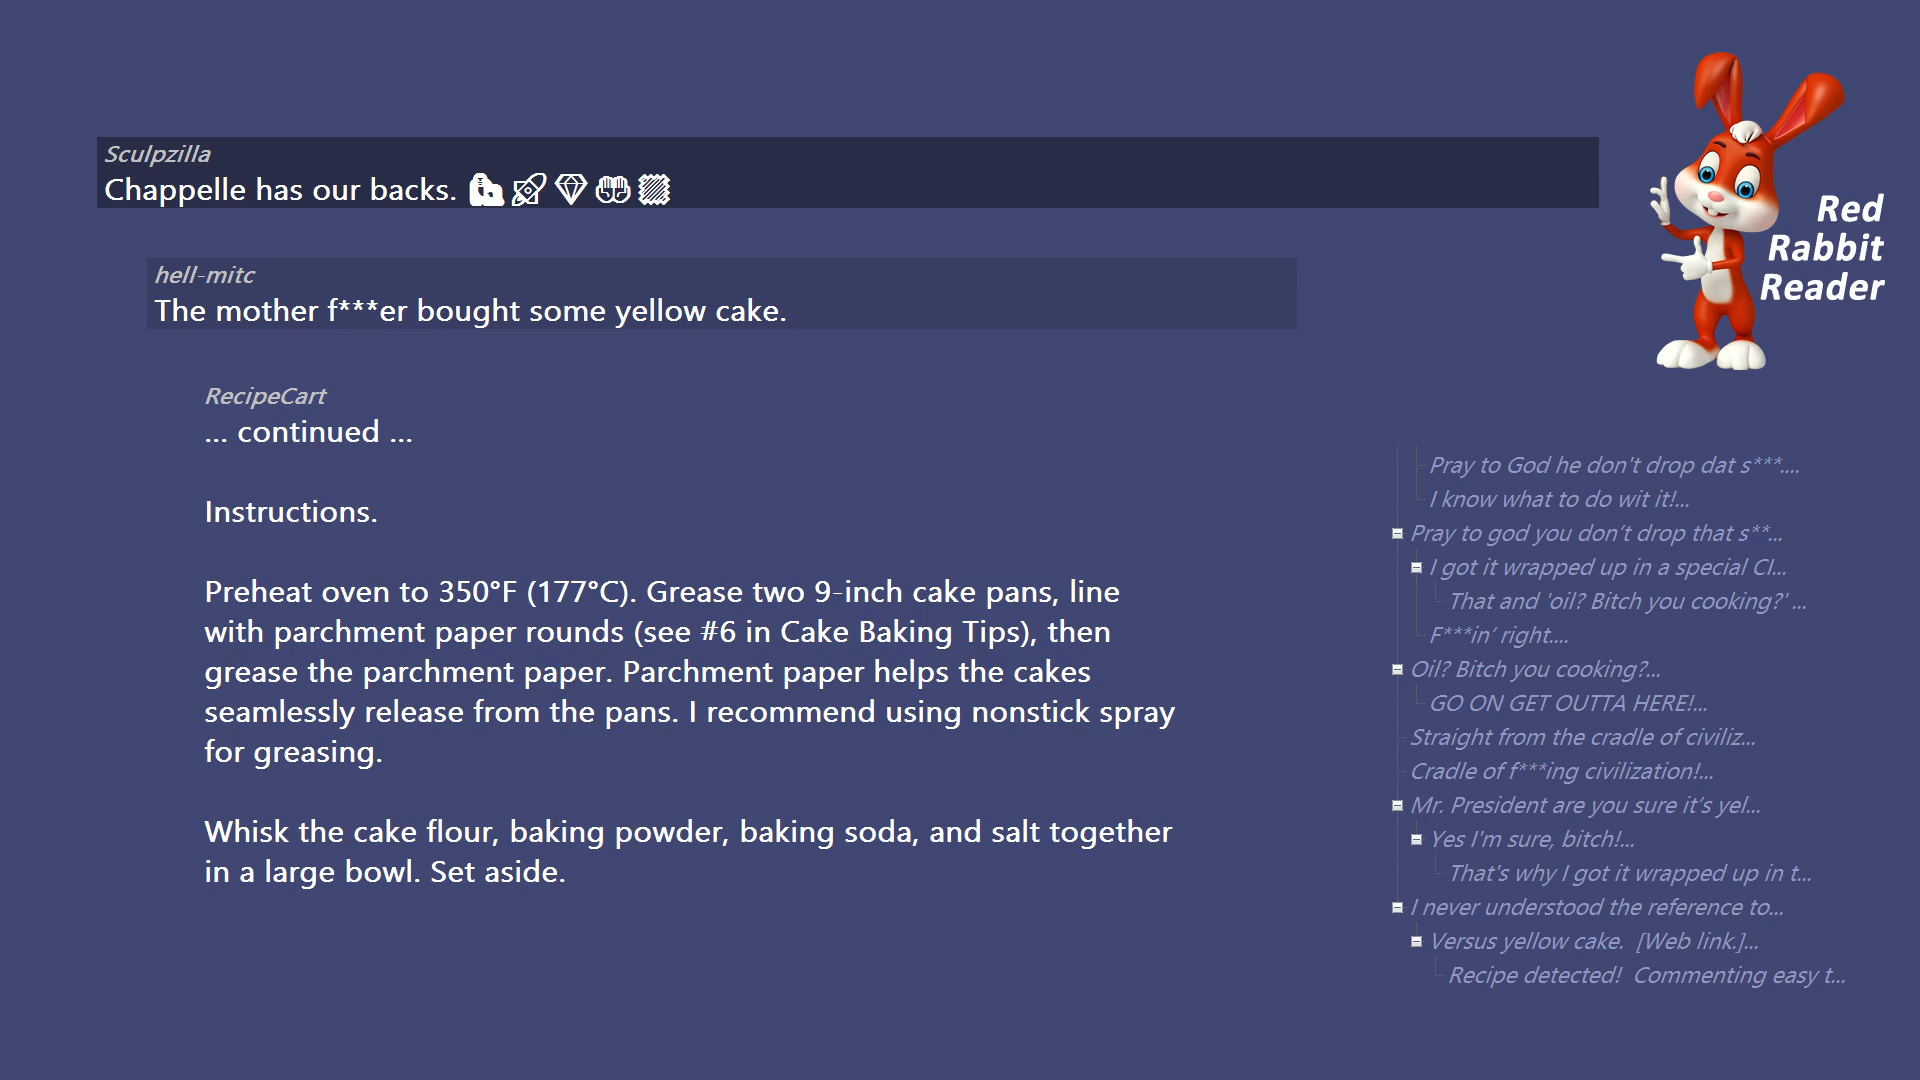 Sculpzilla
Chappelle has our backs.
hell-mitc
The mother f***er bought some yellow cake.
RecipeCart
... continued ...
Instructions.
Preheat oven to 350°F (177°C). Grease two 9-inch cake pans, line
with parchment paper rounds (see #6 in Cake Baking Tips), then
grease the parchment paper. Parchment paper helps the cakes
seamlessly release from the pans. I recommend using nonstick spray
for greasing.
Whisk the cake flour, baking powder, baking soda, and salt together
in a large bowl. Set aside.
Red
Rabbit
Reader
Pray to God he don't drop dat s***....
I know what to do wit it!...
Pray to god you don’t drop that s**...
I got it wrapped up in a special CI...
That and 'oil? Bitch you cooking?' ...
F***in’ right....
Oil? Bitch you cooking?...
GO ON GET OUTTA HERE!...
Straight from the cradle of civiliz...
Cradle of f***ing civilization!...
Mr. President are you sure it’s yel...
Yes I'm sure, bitch!...
That's why I got it wrapped up in t...
I never understood the reference to...
Versus yellow cake.  [Web link.]...
Recipe detected!  Commenting easy t...